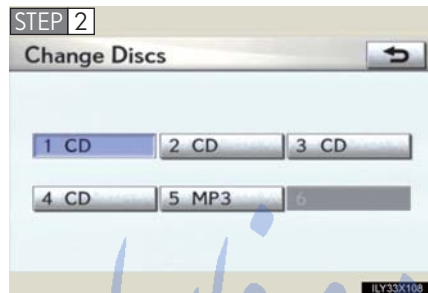 STEP 2
Change Discs
1 CD 2 CD 3 CD
4 CD 5 MP3 6
ILY33X108